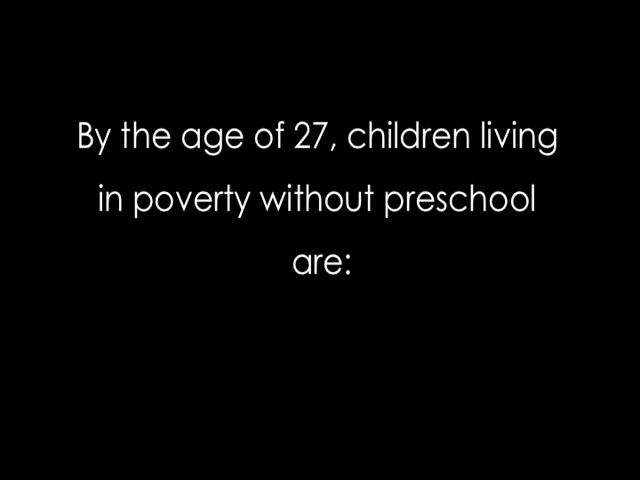 By the age of 27, children living
in poverty without preschool
are: